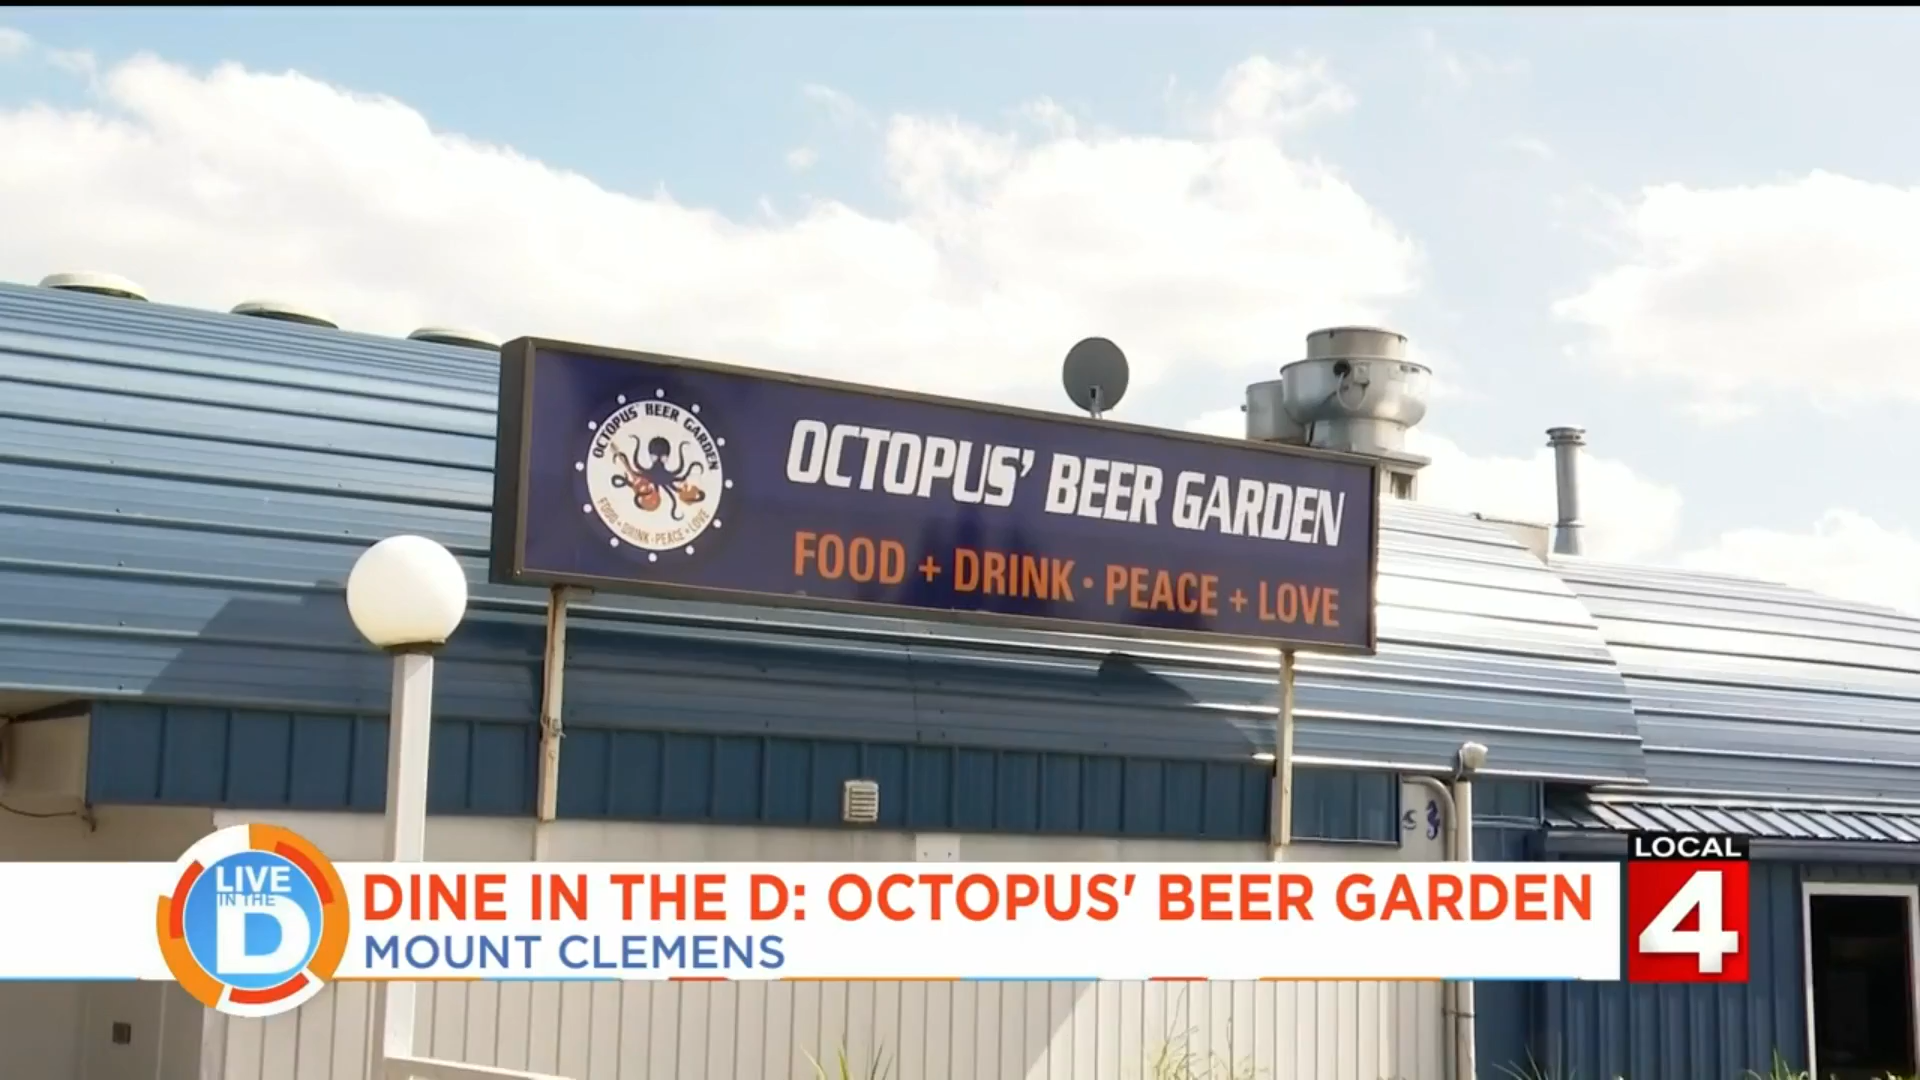 OCTOPUS' BEER GARDEN
FOOD • DRINK • PEACE • LOVE
OCTOPUS' BEER GARDEN
FOOD + DRINK · PEACE + LOVE
LIVE
IN THE
D
DINE IN THE D: OCTOPUS' BEER GARDEN
MOUNT CLEMENS
LOCAL
4